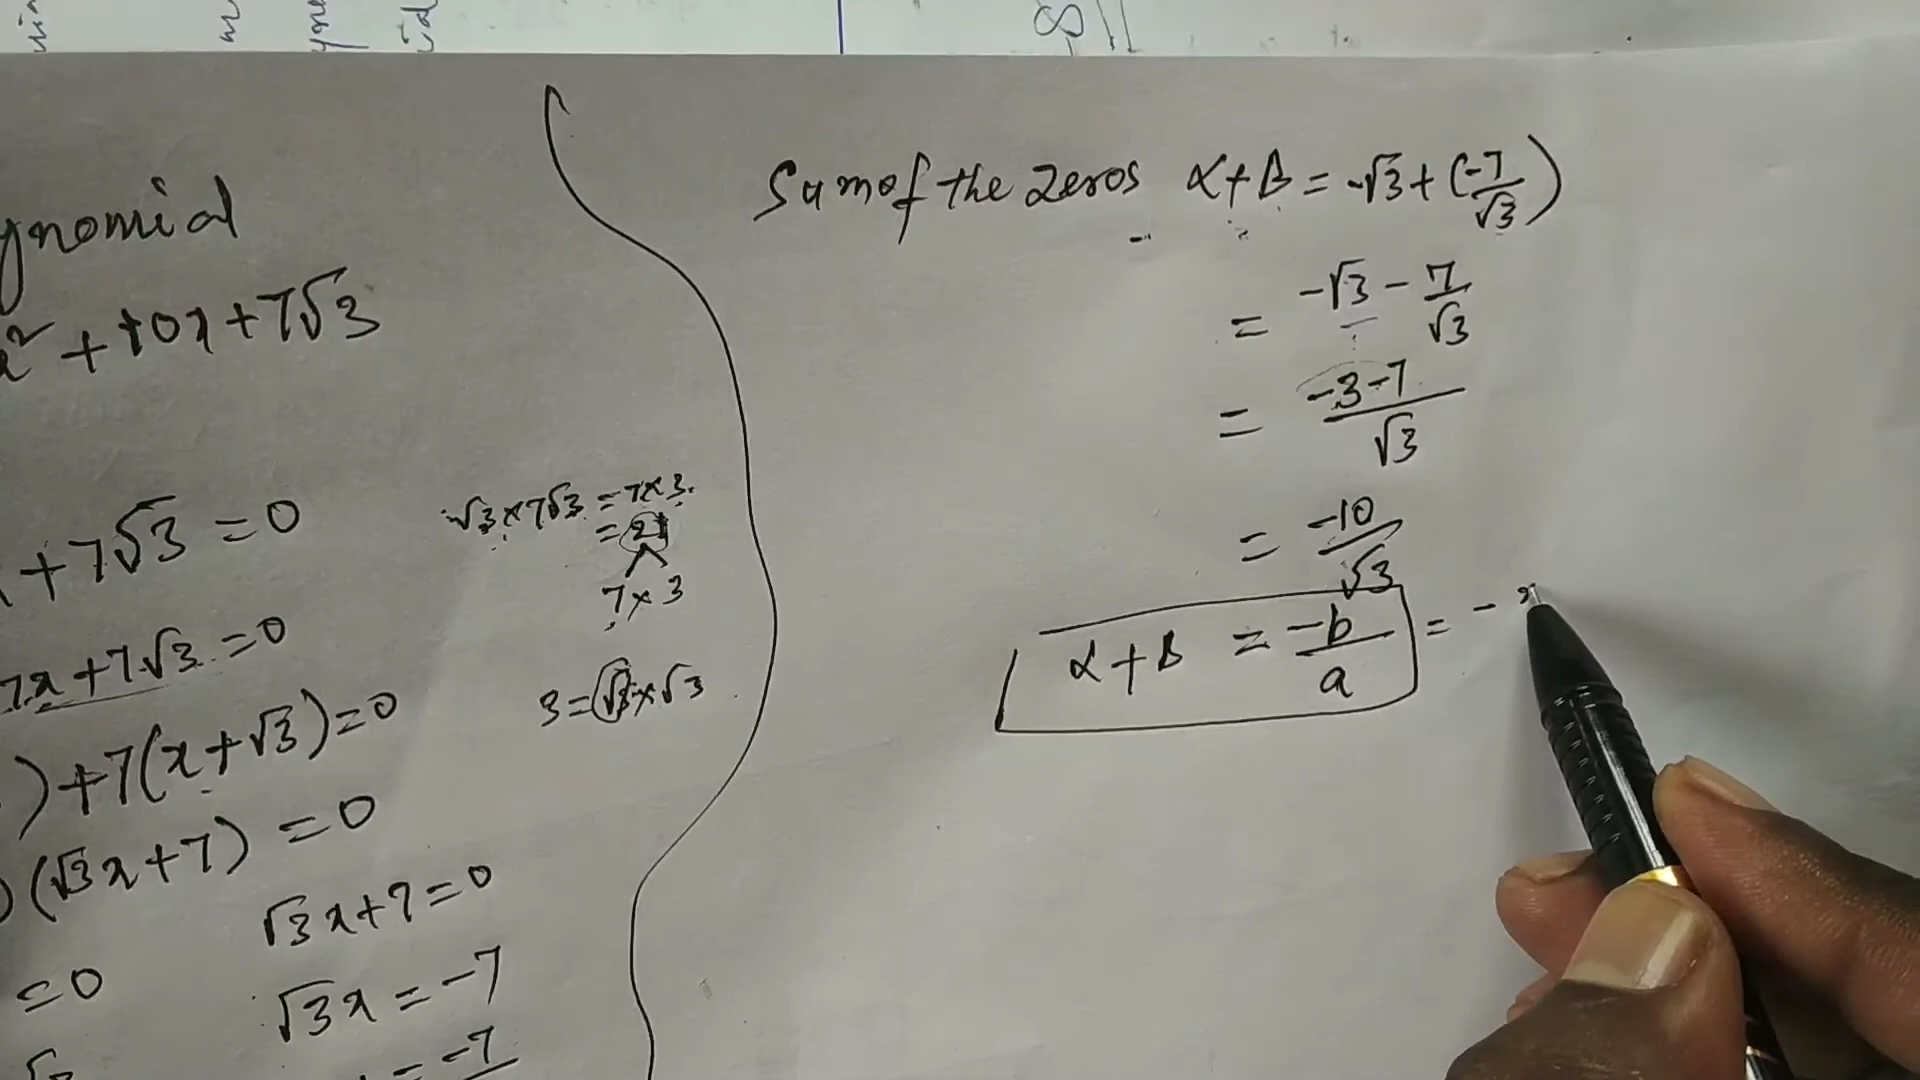 ynomial
x² + 10x + 7√3
+ 7√3 = 0
7x + 7√3 = 0
) + 7(x + √3) = 0
(√3x + 7) = 0
√3x + 7 = 0
= 0
√3x = -7
= -7
√3 × 7√3 = 7×3
= 21
7 × 3
3 = √3 × √3
Sum of the zeros α + β = -√3 + (-7/√3)
= -√3 - 7/√3
= -3-7/√3
= -10/√3
α + β = -b/a = -